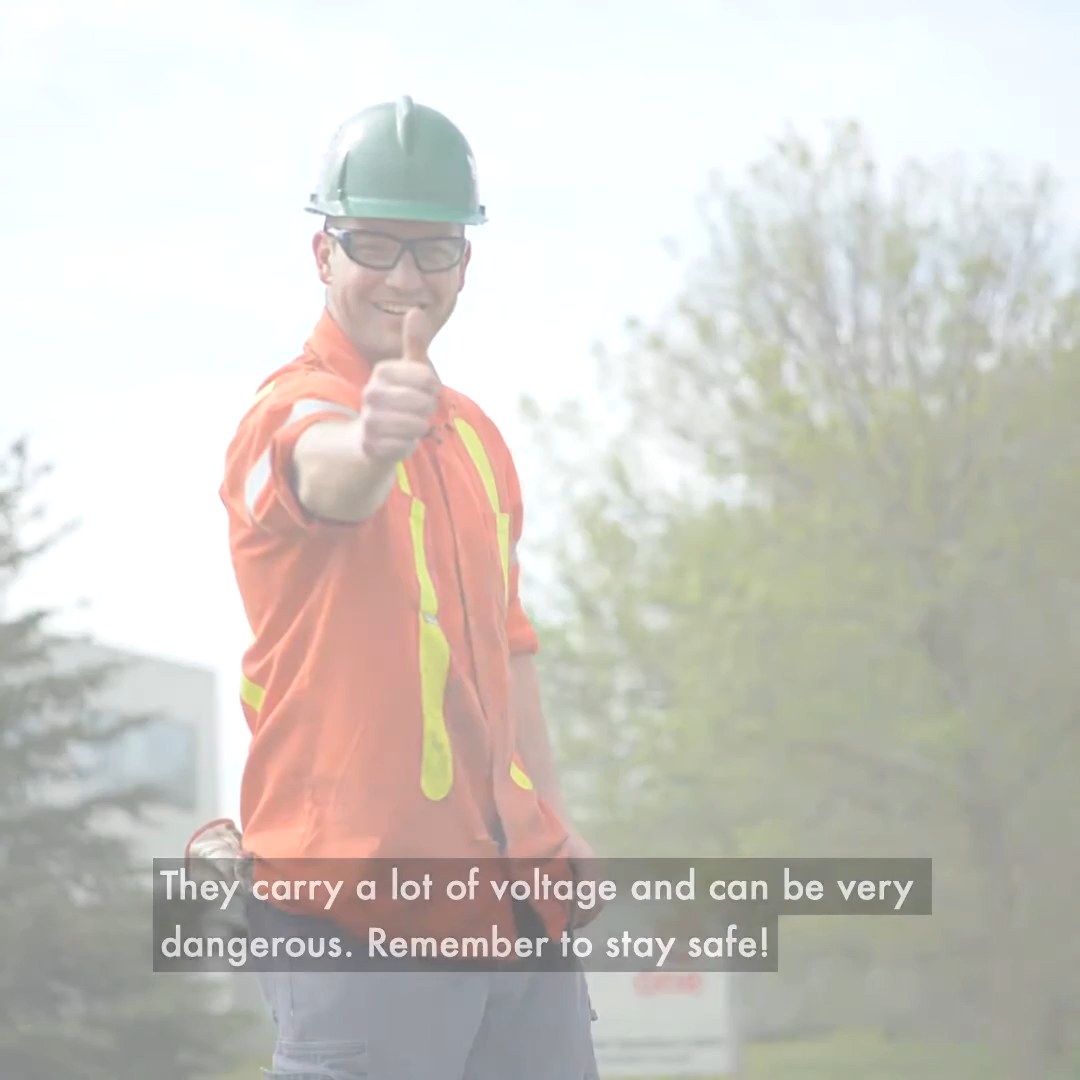 They carry a lot of voltage and can be very
dangerous. Remember to stay safe!